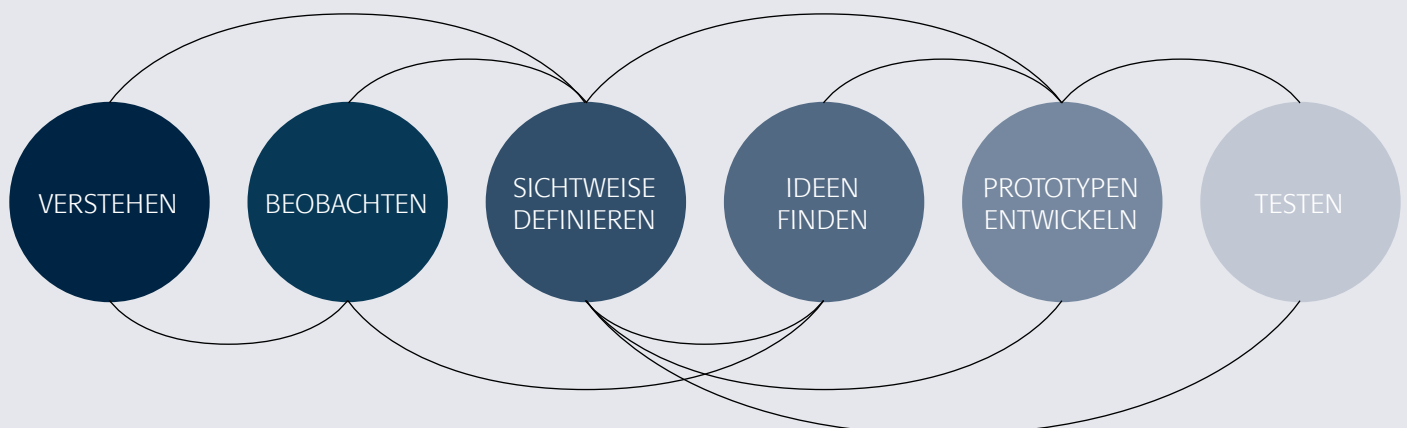 VERSTEHEN
BEOBACHTEN
SICHTWEISE
DEFINIEREN
IDEEN
FINDEN
PROTOTYPEN
ENTWICKELN
TESTEN